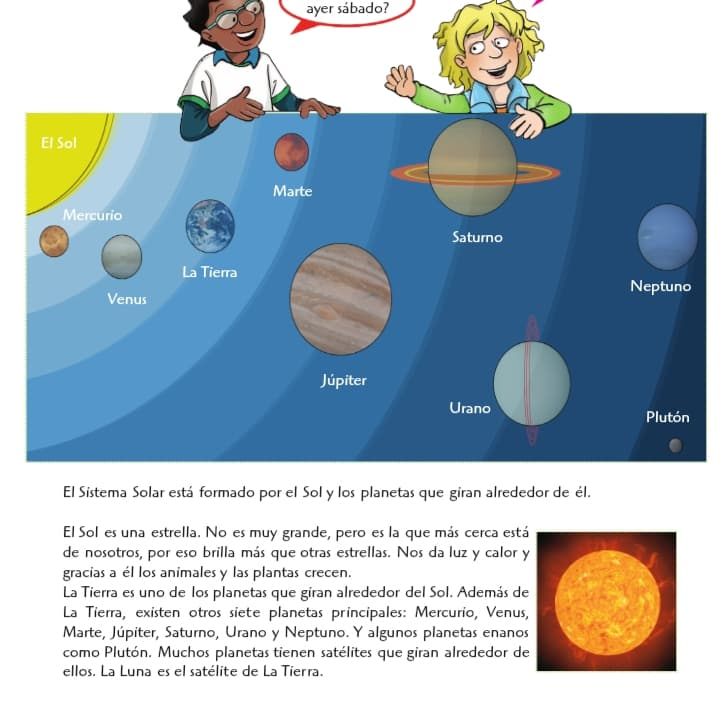 ayer sábado?
El Sol
Marte
Mercurio
Saturno
La Tierra
Venus
Neptuno
Júpiter
Urano
Plutón
El Sistema Solar está formado por el Sol y los planetas que giran alrededor de él.
El Sol es una estrella. No es muy grande, pero es la que más cerca está
de nosotros, por eso brilla más que otras estrellas. Nos da luz y calor y
gracias a él los animales y las plantas crecen.
La Tierra es uno de los planetas que giran alrededor del Sol. Además de
La Tierra, existen otros siete planetas principales: Mercurio, Venus,
Marte, Júpiter, Saturno, Urano y Neptuno. Y algunos planetas enanos
como Plutón. Muchos planetas tienen satélites que giran alrededor de
ellos. La Luna es el satélite de La Tierra.